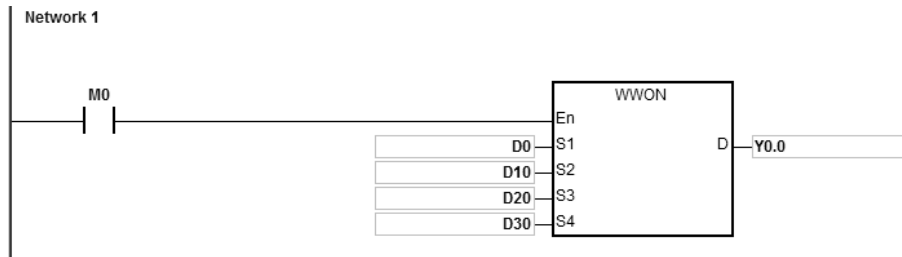 Network 1
M0
WWON
En
D0 S1 D Y0.0
D10 S2
D20 S3
D30 S4